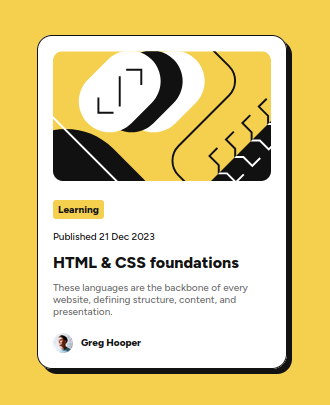 Learning
Published 21 Dec 2023
HTML & CSS foundations
These languages are the backbone of every
website, defining structure, content, and
presentation.
Greg Hooper